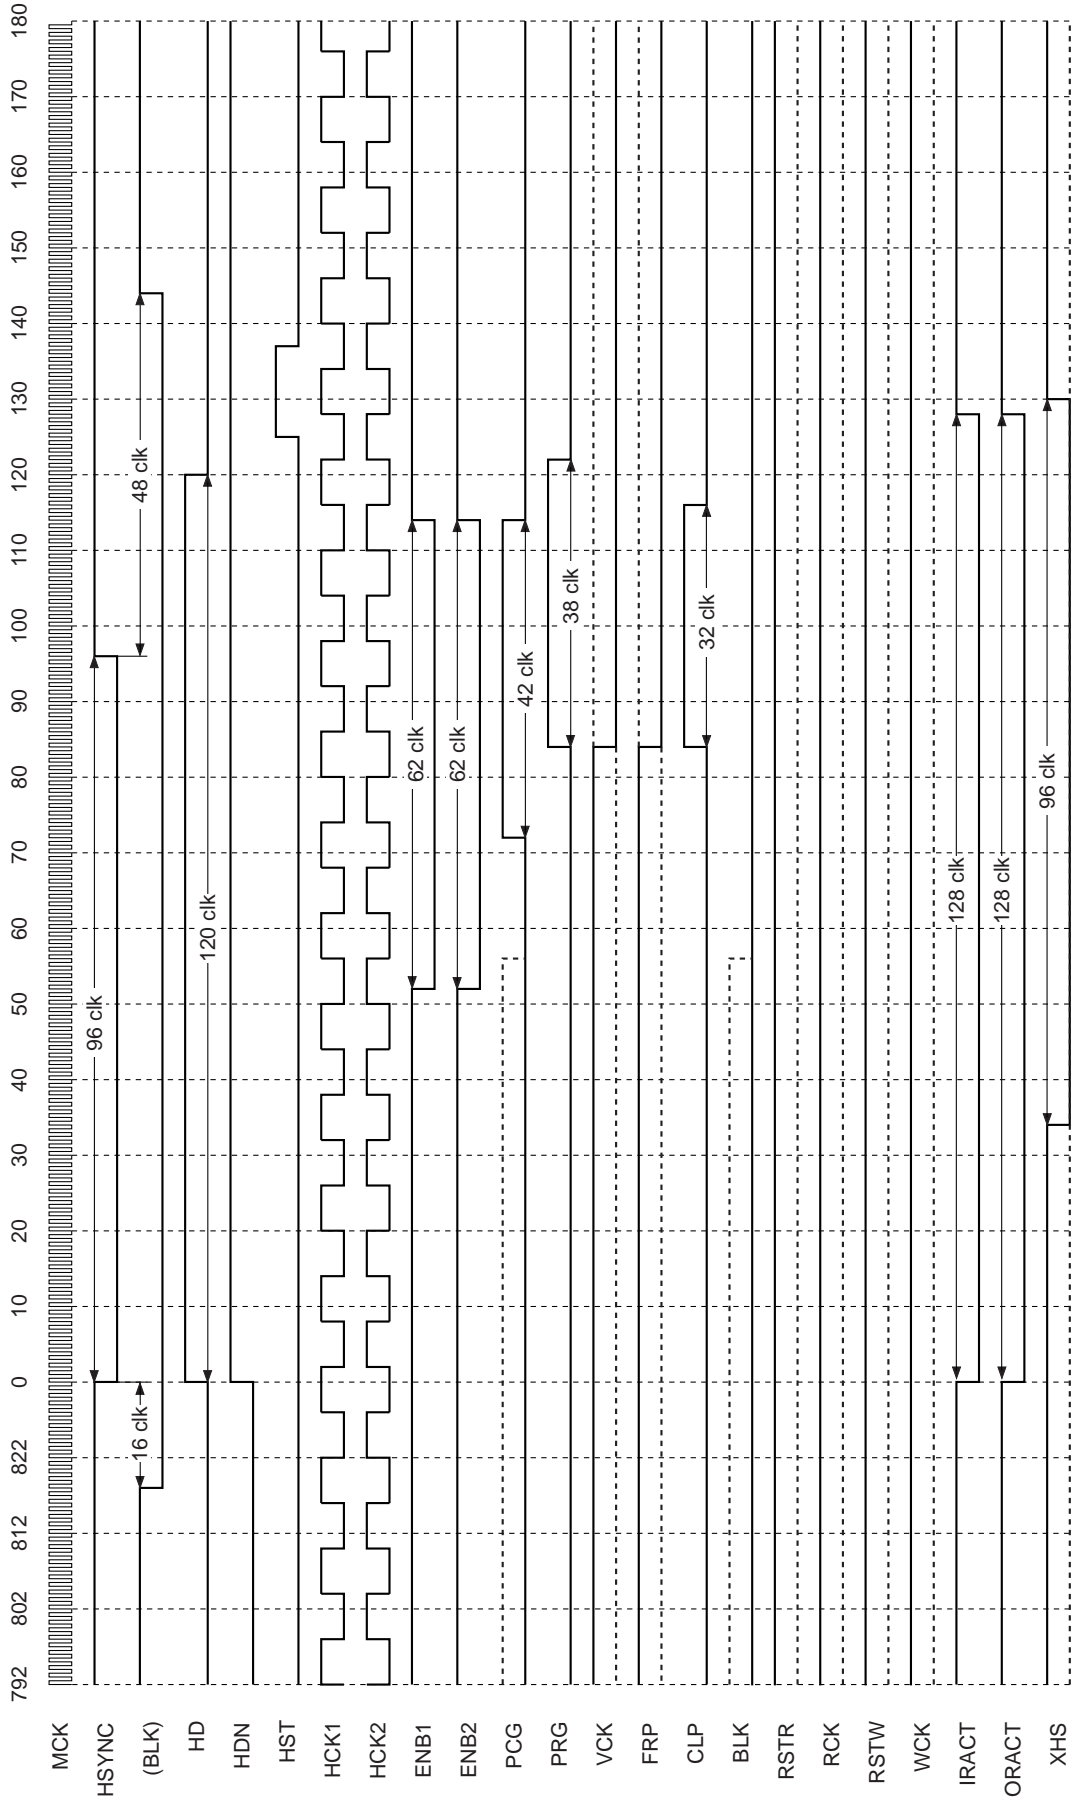 792 802 812 822 0 10 20 30 40 50 60 70 80 90 100 110 120 130 140 150 160 170 180
MCK
HSYNC 96 clk
(BLK) 16 clk 48 clk
HD 120 clk
HDN
HST
HCK1
HCK2
ENB1 62 clk
ENB2 62 clk
PCG 42 clk
PRG 38 clk
VCK
FRP
CLP 32 clk
BLK
RSTR
RCK
RSTW
WCK
IRACT 128 clk
ORACT 128 clk
XHS 96 clk